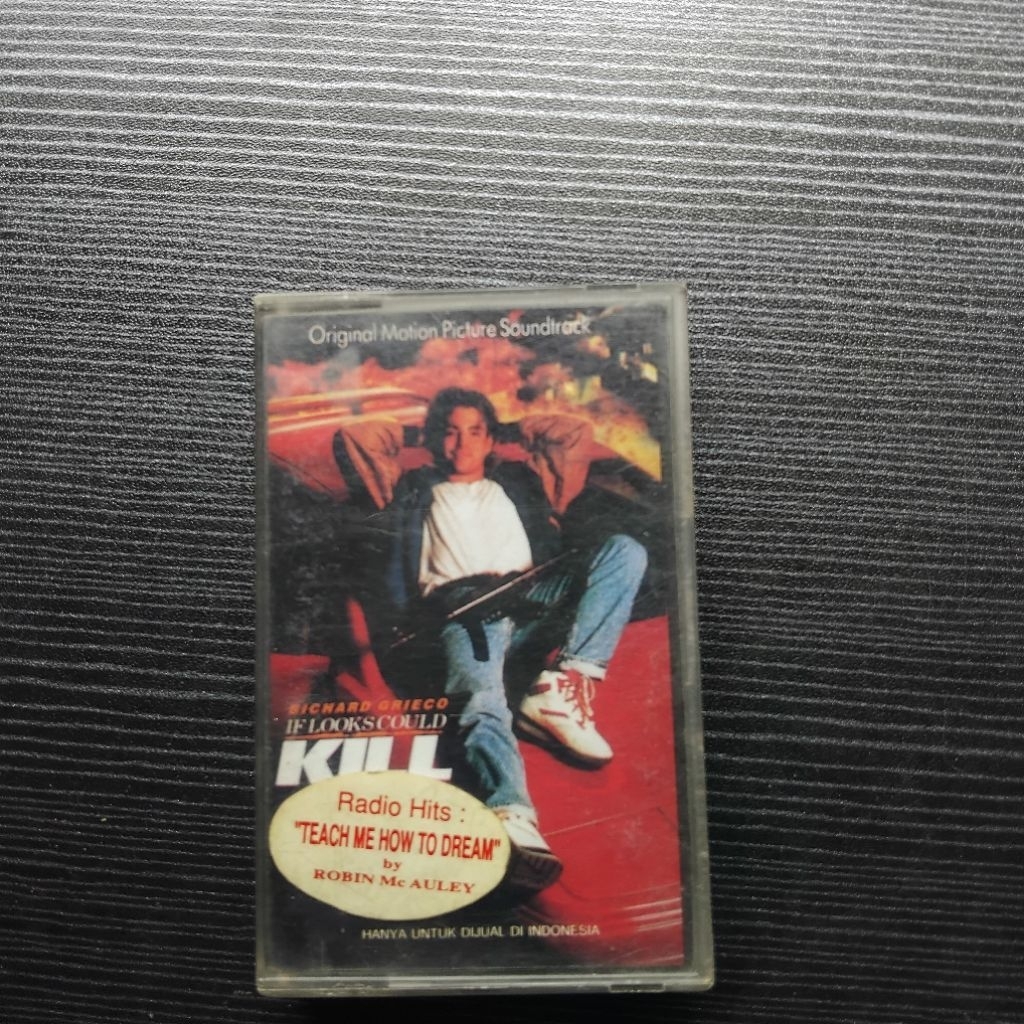 Original Motion Picture Soundtrack
RICHARD GRIECO
IF LOOKS COULD
KILL
Radio Hits :
"TEACH ME HOW TO DREAM"
by
ROBIN Mc AULEY
HANYA UNTUK DIJUAL DI INDONESIA